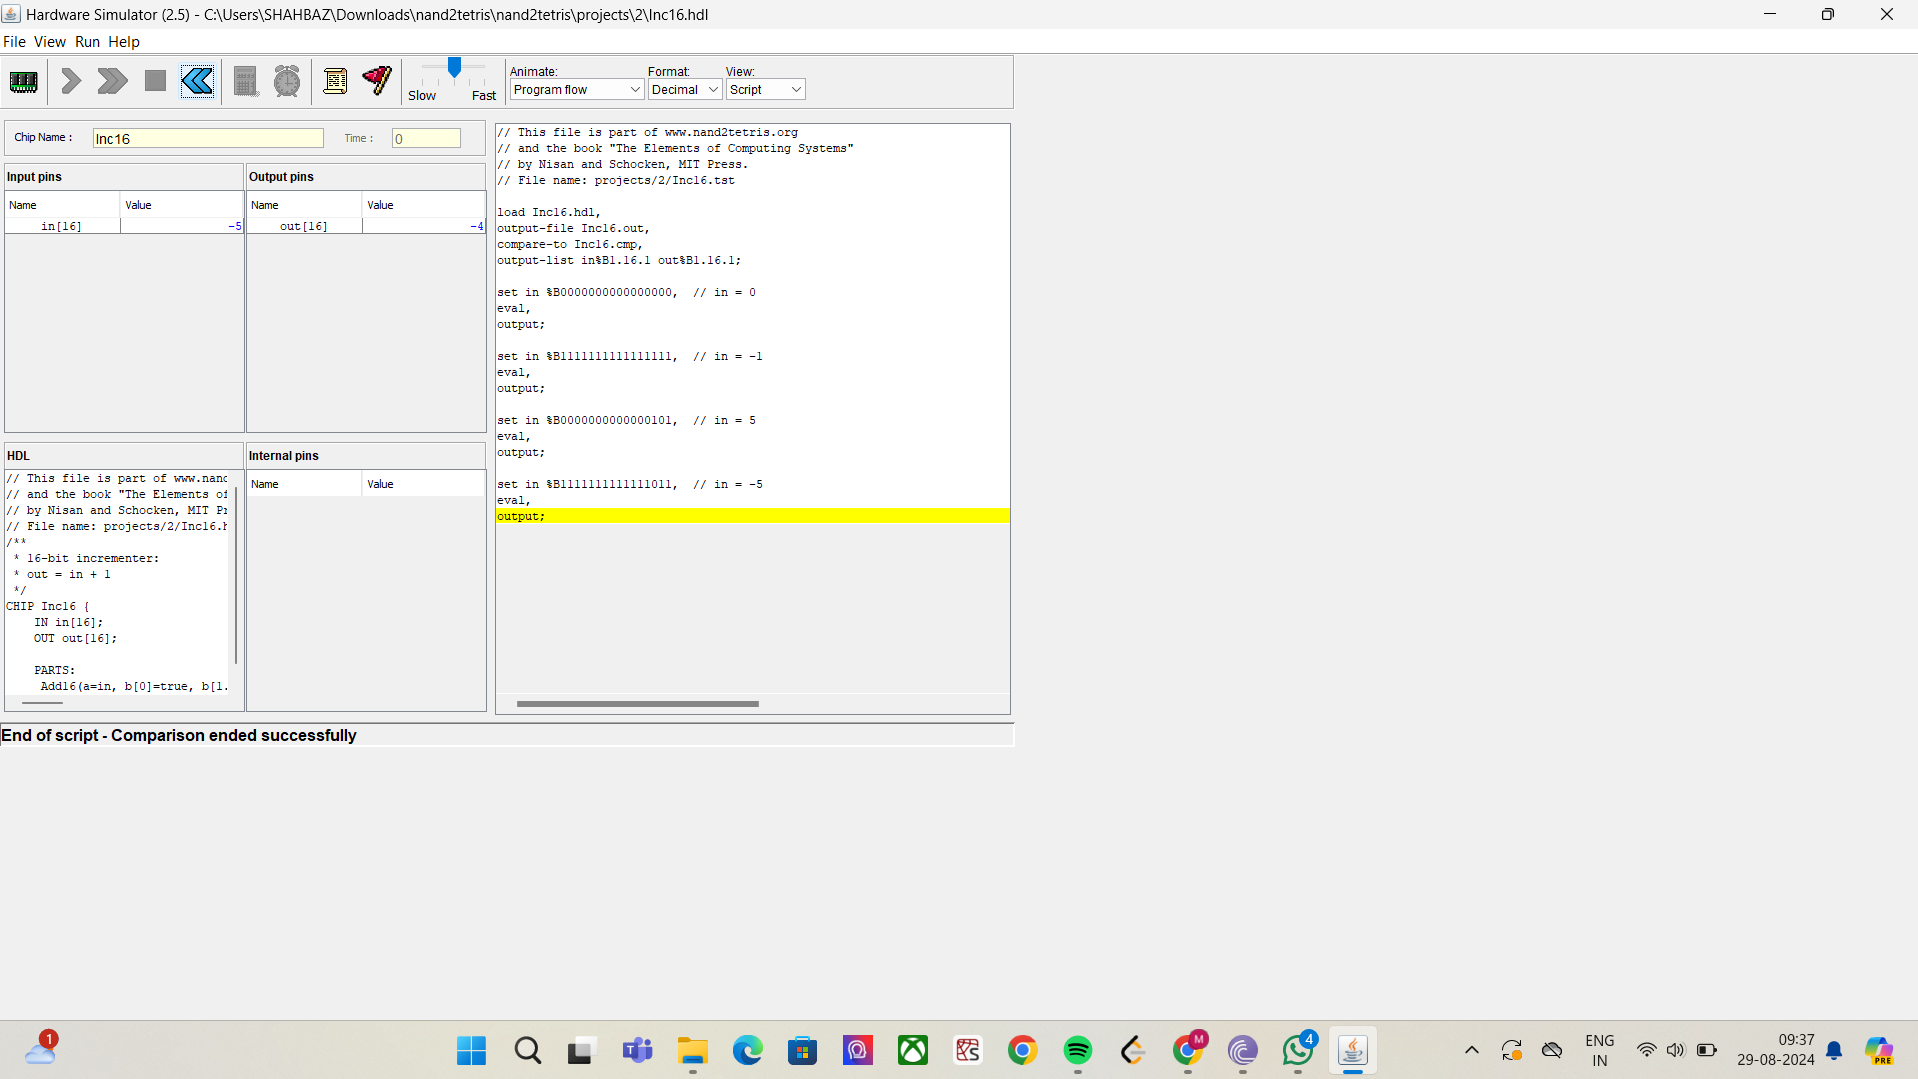 Hardware Simulator (2.5) - C:\Users\SHAHBAZ\Downloads\nand2tetris\nand2tetris\projects\2\Inc16.hdl
File View Run Help
Slow Fast
Animate:
Program flow
Format:
Decimal
View:
Script
Chip Name : Inc16 Time : 0
Input pins
Name Value
in[16] -5
Output pins
Name Value
out[16] -4
HDL
// This file is part of www.nanc
// and the book "The Elements of
// by Nisan and Schocken, MIT Pr
// File name: projects/2/Inc16.h
/**
* 16-bit incrementer:
* out = in + 1
*/
CHIP Inc16 {
IN in[16];
OUT out[16];
PARTS:
Add16(a=in, b[0]=true, b[1.
Internal pins
Name Value
// This file is part of www.nand2tetris.org
// and the book "The Elements of Computing Systems"
// by Nisan and Schocken, MIT Press.
// File name: projects/2/Inc16.tst
load Inc16.hdl,
output-file Inc16.out,
compare-to Inc16.cmp,
output-list in%B1.16.1 out%B1.16.1;
set in %B0000000000000000, // in = 0
eval,
output;
set in %B1111111111111111, // in = -1
eval,
output;
set in %B0000000000000101, // in = 5
eval,
output;
set in %B1111111111111011, // in = -5
eval,
output;
End of script - Comparison ended successfully
1
M
4
ENG
IN
09:37
29-08-2024
PRE